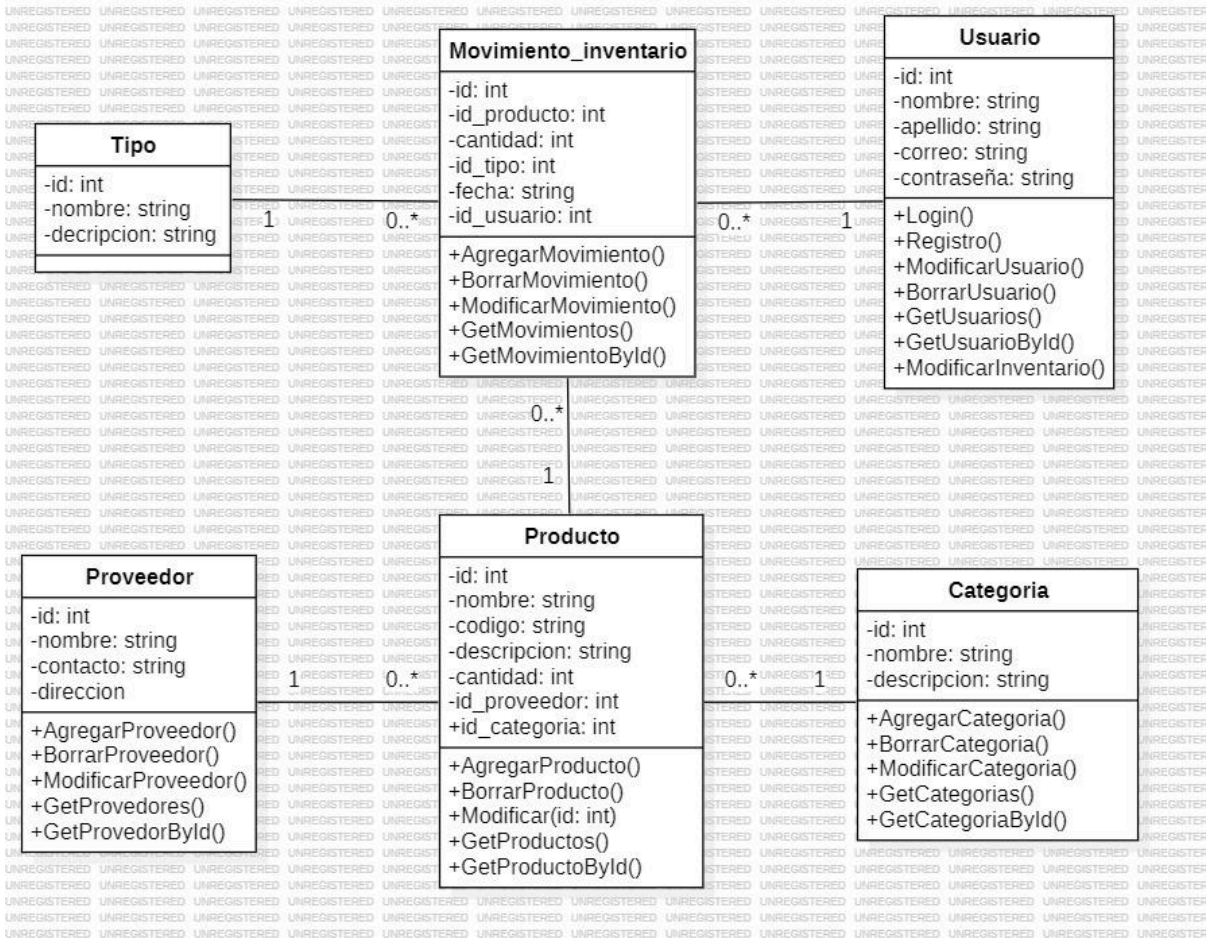 Movimiento_inventario
-id: int
-id_producto: int
-cantidad: int
-id_tipo: int
-fecha: string
-id_usuario: int
+AgregarMovimiento()
+BorrarMovimiento()
+ModificarMovimiento()
+GetMovimientos()
+GetMovimientoById()
Usuario
-id: int
-nombre: string
-apellido: string
-correo: string
-contraseña: string
+Login()
+Registro()
+ModificarUsuario()
+BorrarUsuario()
+GetUsuarios()
+GetUsuarioById()
+ModificarInventario()
Tipo
-id: int
-nombre: string
-decripcion: string
1
0..*
0..*
1
0..*
1
Producto
-id: int
-nombre: string
-codigo: string
-descripcion: string
-cantidad: int
-id_proveedor: int
+id_categoria: int
+AgregarProducto()
+BorrarProducto()
+Modificar(id: int)
+GetProductos()
+GetProductoById()
Proveedor
-id: int
-nombre: string
-contacto: string
-direccion
+AgregarProveedor()
+BorrarProveedor()
+ModificarProveedor()
+GetProvedores()
+GetProvedorById()
1
0..*
0..*
1
Categoria
-id: int
-nombre: string
-descripcion: string
+AgregarCategoria()
+BorrarCategoria()
+ModificarCategoria()
+GetCategorias()
+GetCategoriaById()
UNREGISTERED